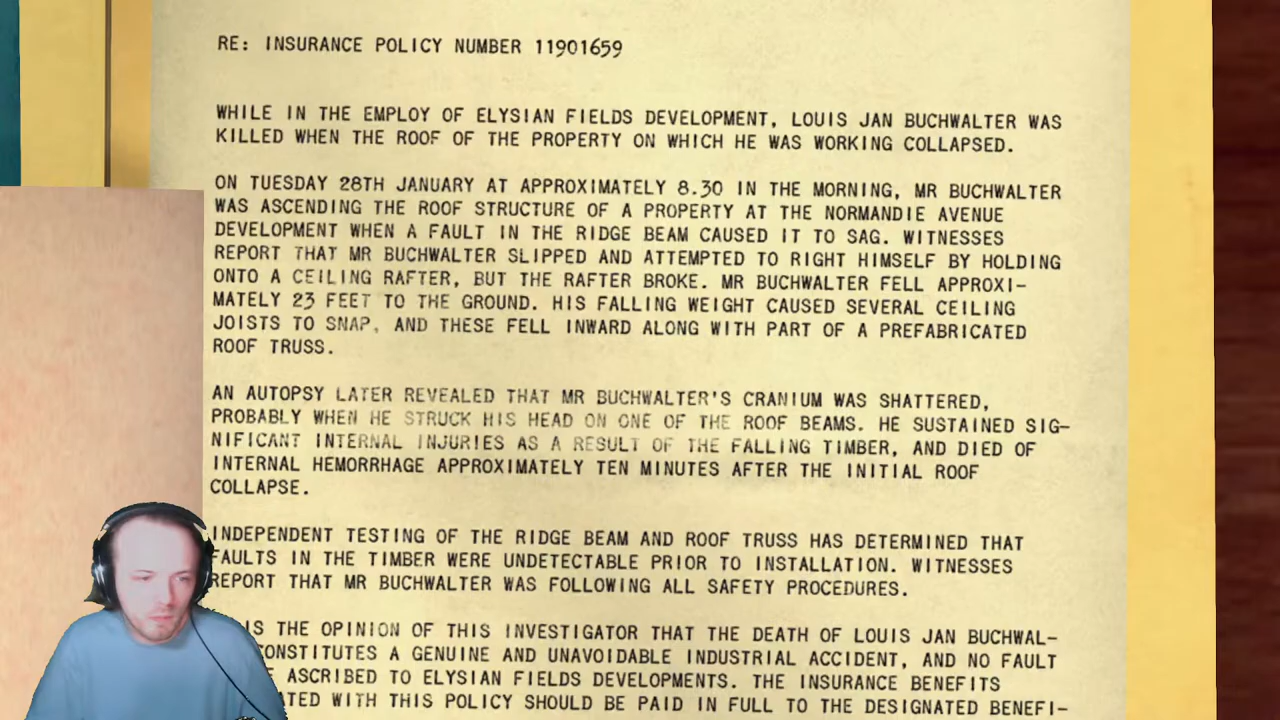 RE: INSURANCE POLICY NUMBER 11901659
WHILE IN THE EMPLOY OF ELYSIAN FIELDS DEVELOPMENT, LOUIS JAN BUCHWALTER WAS
KILLED WHEN THE ROOF OF THE PROPERTY ON WHICH HE WAS WORKING COLLAPSED.
ON TUESDAY 28TH JANUARY AT APPROXIMATELY 8.30 IN THE MORNING, MR BUCHWALTER
WAS ASCENDING THE ROOF STRUCTURE OF A PROPERTY AT THE NORMANDIE AVENUE
DEVELOPMENT WHEN A FAULT IN THE RIDGE BEAM CAUSED IT TO SAG. WITNESSES
REPORT THAT MR BUCHWALTER SLIPPED AND ATTEMPTED TO RIGHT HIMSELF BY HOLDING
ONTO A CEILING RAFTER, BUT THE RAFTER BROKE. MR BUCHWALTER FELL APPROXI-
MATELY 23 FEET TO THE GROUND. HIS FALLING WEIGHT CAUSED SEVERAL CEILING
JOISTS TO SNAP, AND THESE FELL INWARD ALONG WITH PART OF A PREFABRICATED
ROOF TRUSS.
AN AUTOPSY LATER REVEALED THAT MR BUCHWALTER'S CRANIUM WAS SHATTERED,
PROBABLY WHEN HE STRUCK HIS HEAD ON ONE OF THE ROOF BEAMS. HE SUSTAINED SIG-
NIFICANT INTERNAL INJURIES AS A RESULT OF THE FALLING TIMBER, AND DIED OF
INTERNAL HEMORRHAGE APPROXIMATELY TEN MINUTES AFTER THE INITIAL ROOF
COLLAPSE.
INDEPENDENT TESTING OF THE RIDGE BEAM AND ROOF TRUSS HAS DETERMINED THAT
FAULTS IN THE TIMBER WERE UNDETECTABLE PRIOR TO INSTALLATION. WITNESSES
REPORT THAT MR BUCHWALTER WAS FOLLOWING ALL SAFETY PROCEDURES.
IS THE OPINION OF THIS INVESTIGATOR THAT THE DEATH OF LOUIS JAN BUCHWAL-
CONSTITUTES A GENUINE AND UNAVOIDABLE INDUSTRIAL ACCIDENT, AND NO FAULT
ASCRIBED TO ELYSIAN FIELDS DEVELOPMENTS. THE INSURANCE BENEFITS
WITH THIS POLICY SHOULD BE PAID IN FULL TO THE DESIGNATED BENEFI-